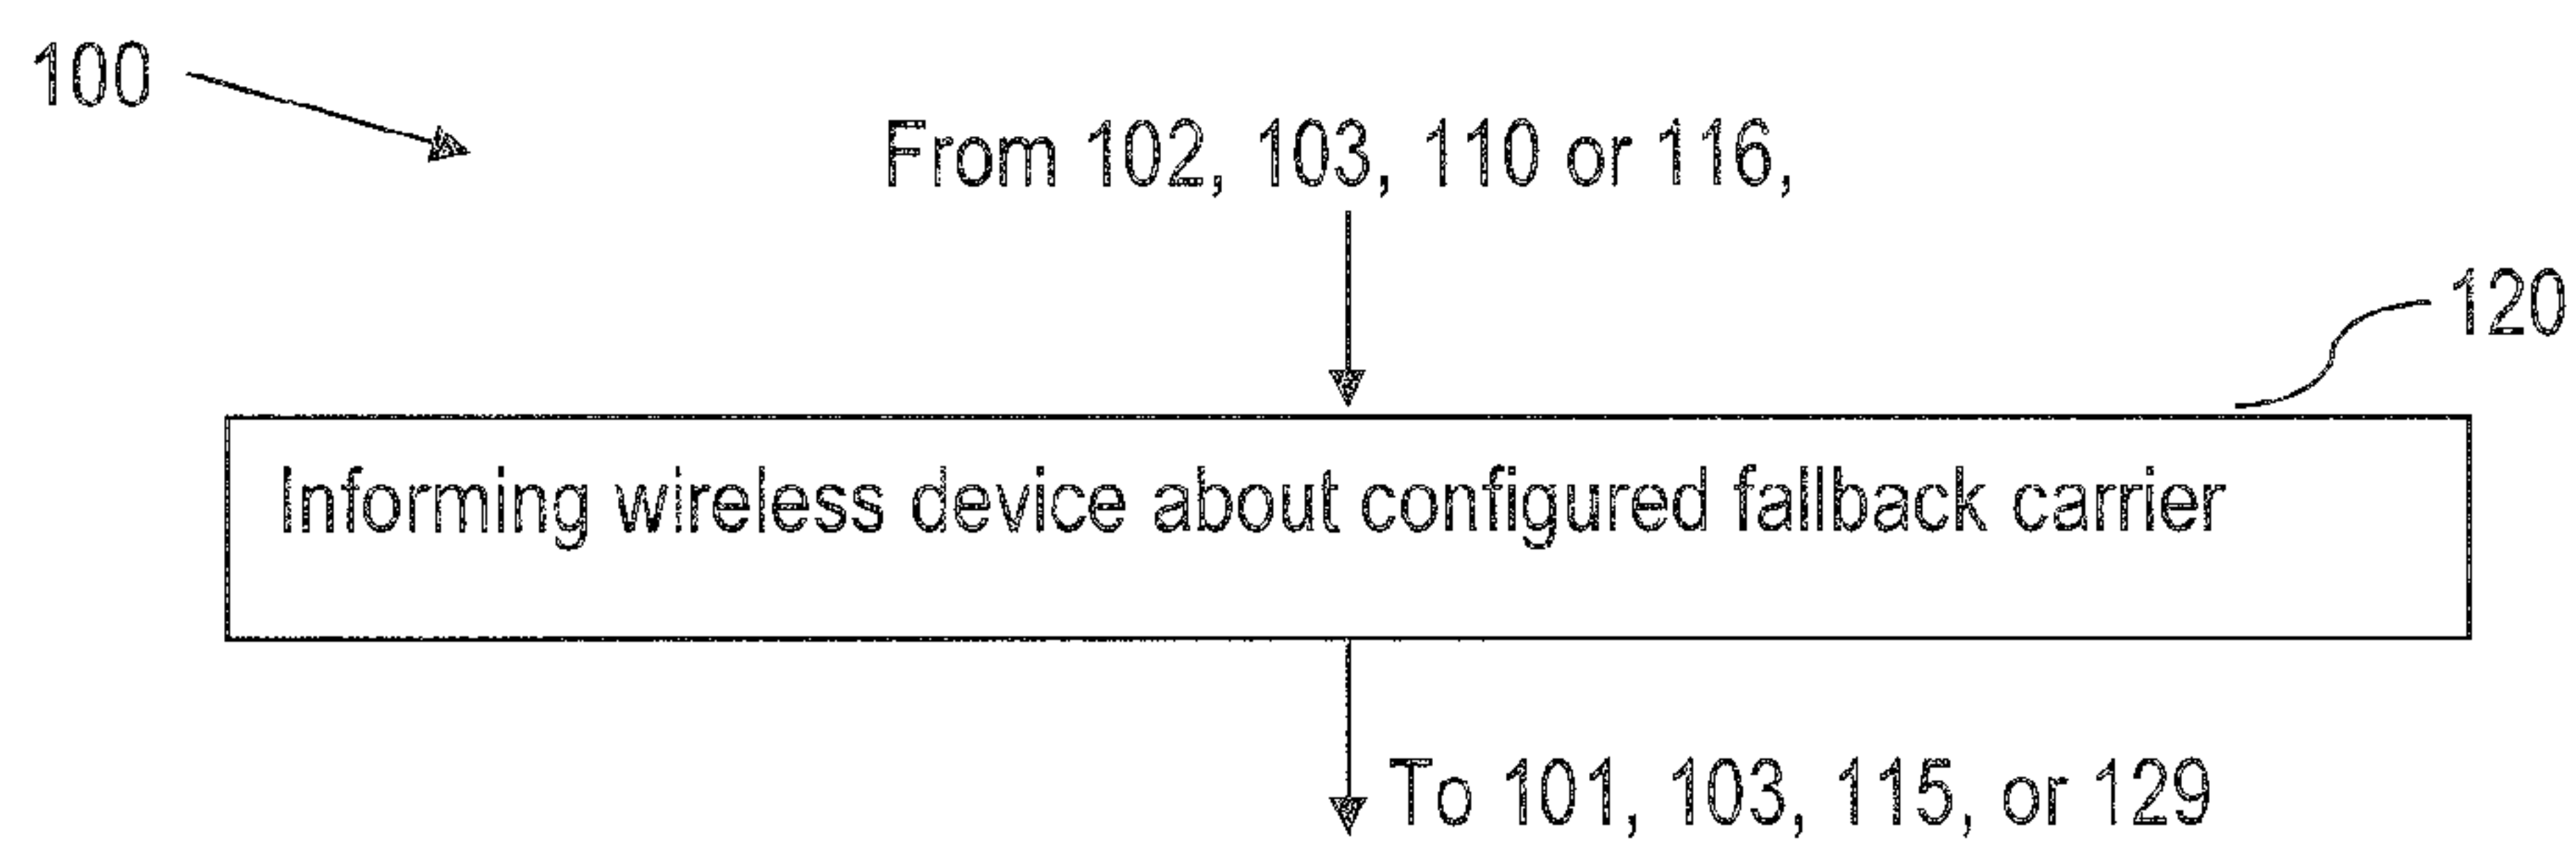 100
From 102, 103, 110 or 116,
120
Informing wireless device about configured fallback carrier
To 101, 103, 115, or 129